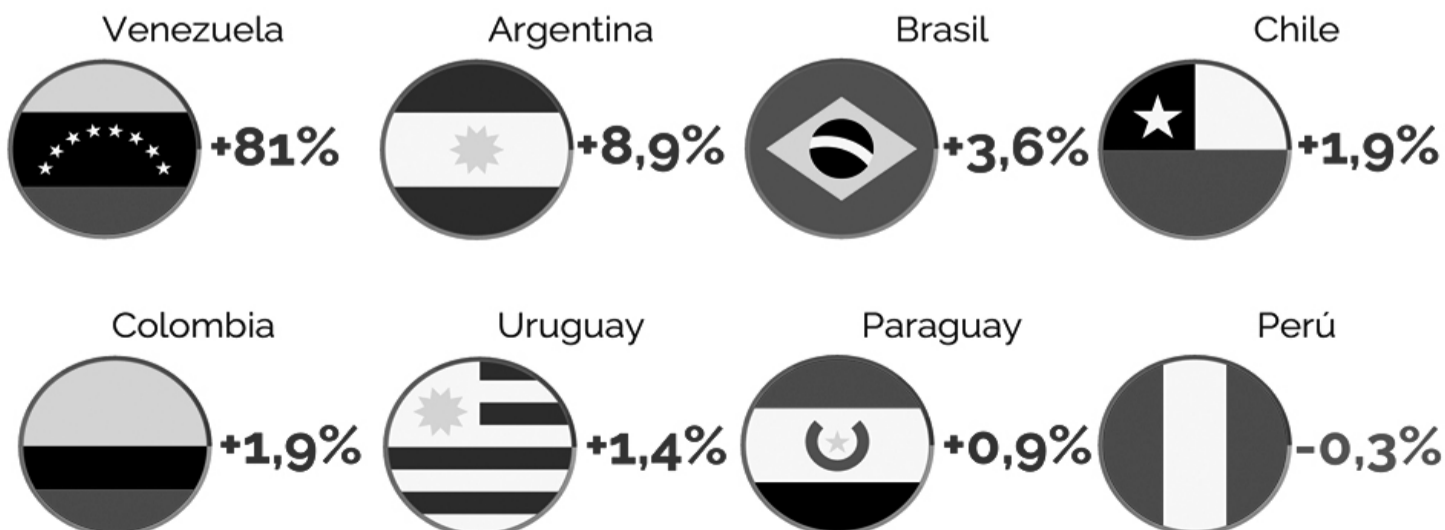 Venezuela Argentina Brasil Chile
+81% +8,9% +3,6% +1,9%
Colombia Uruguay Paraguay Perú
+1,9% +1,4% +0,9% -0,3%